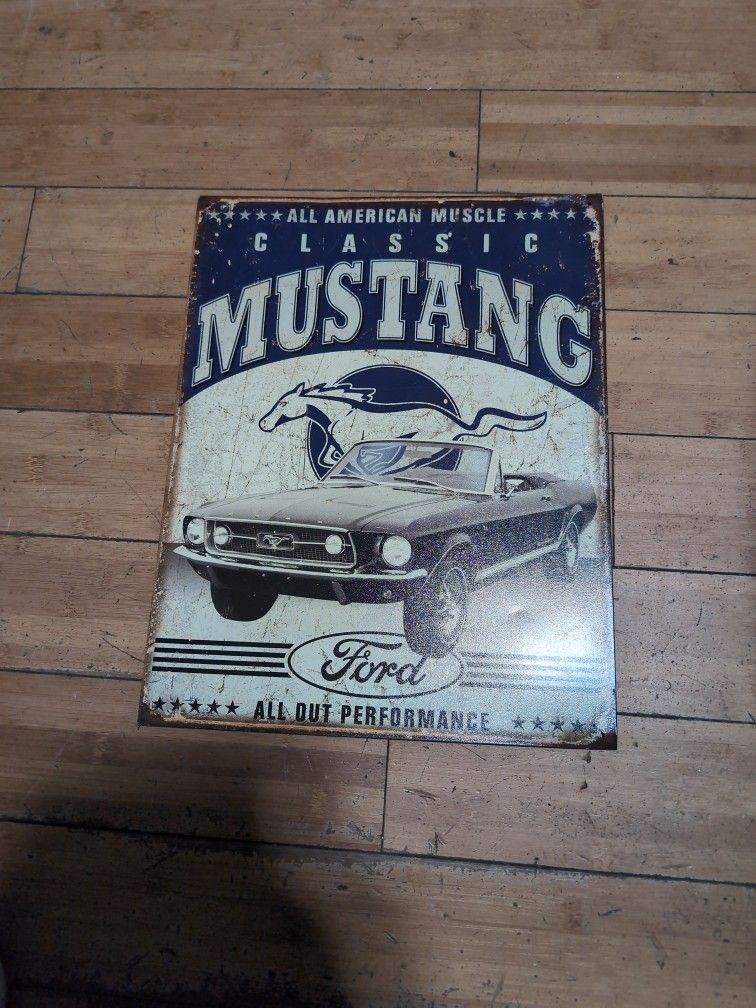 ★★★★★ ALL AMERICAN MUSCLE ★★★★★
CLASSIC
MUSTANG
Ford
★★★★★ ALL OUT PERFORMANCE ★★★★★